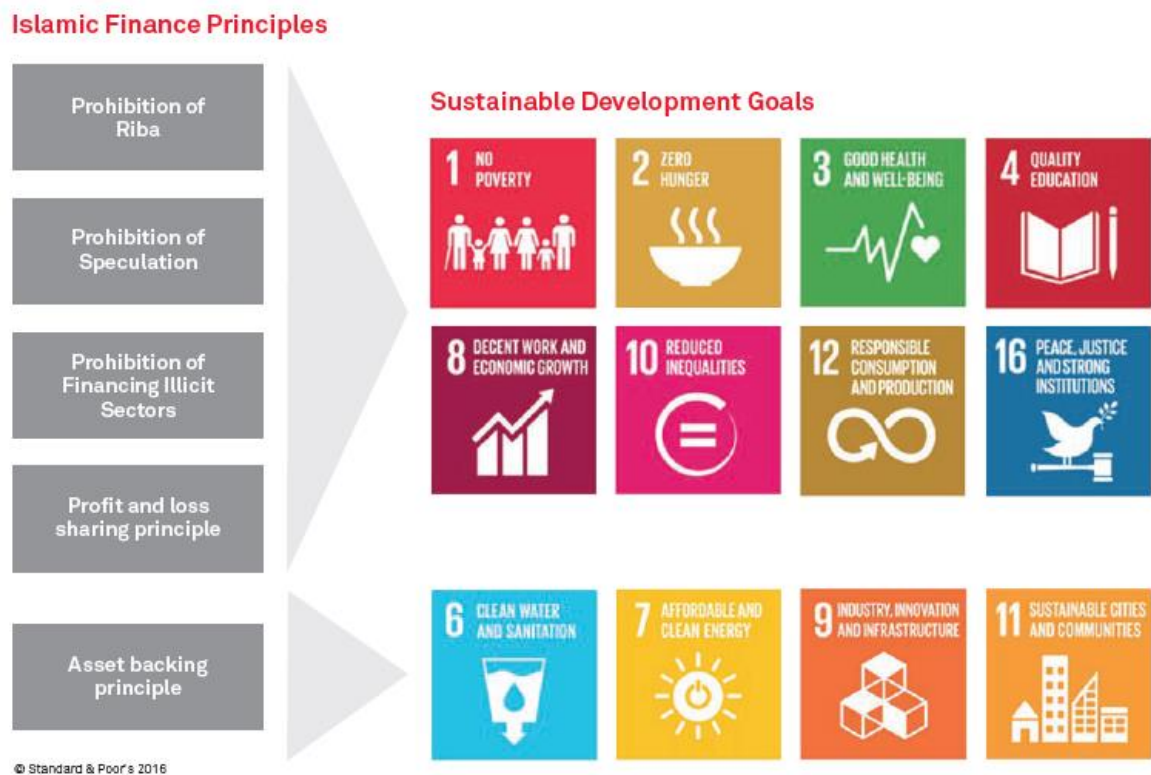 Islamic Finance Principles
Prohibition of
Riba
Prohibition of
Speculation
Prohibition of
Financing Illicit
Sectors
Profit and loss
sharing principle
Asset backing
principle
Sustainable Development Goals
1 NO
POVERTY
2 ZERO
HUNGER
3 GOOD HEALTH
AND WELL-BEING
4 QUALITY
EDUCATION
8 DECENT WORK AND
ECONOMIC GROWTH
10 REDUCED
INEQUALITIES
12 RESPONSIBLE
CONSUMPTION
AND PRODUCTION
16 PEACE, JUSTICE
AND STRONG
INSTITUTIONS
6 CLEAN WATER
AND SANITATION
7 AFFORDABLE AND
CLEAN ENERGY
9 INDUSTRY, INNOVATION
AND INFRASTRUCTURE
11 SUSTAINABLE CITIES
AND COMMUNITIES
© Standard & Poor's 2016